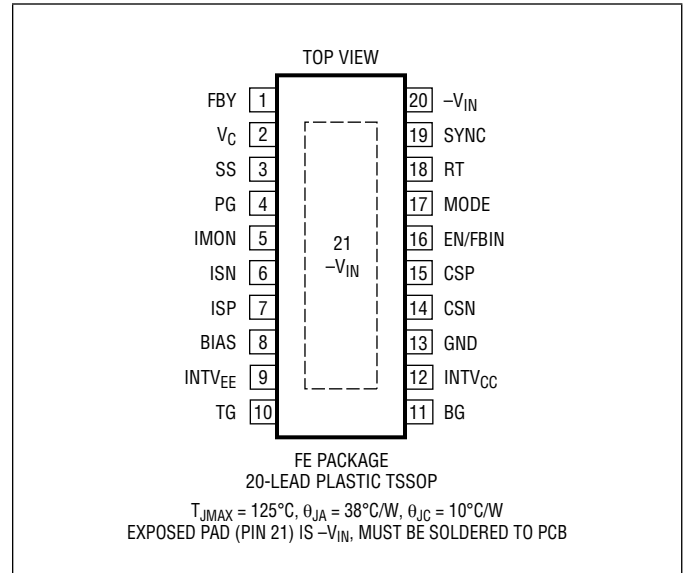 TOP VIEW
FBY 1
VC 2
SS 3
PG 4
IMON 5
ISN 6
ISP 7
BIAS 8
INTVEE 9
TG 10
20 –VIN
19 SYNC
18 RT
17 MODE
16 EN/FBIN
15 CSP
14 CSN
13 GND
12 INTVCC
11 BG
21
–VIN
FE PACKAGE
20-LEAD PLASTIC TSSOP
TJMAX = 125°C, θJA = 38°C/W, θJC = 10°C/W
EXPOSED PAD (PIN 21) IS –VIN, MUST BE SOLDERED TO PCB